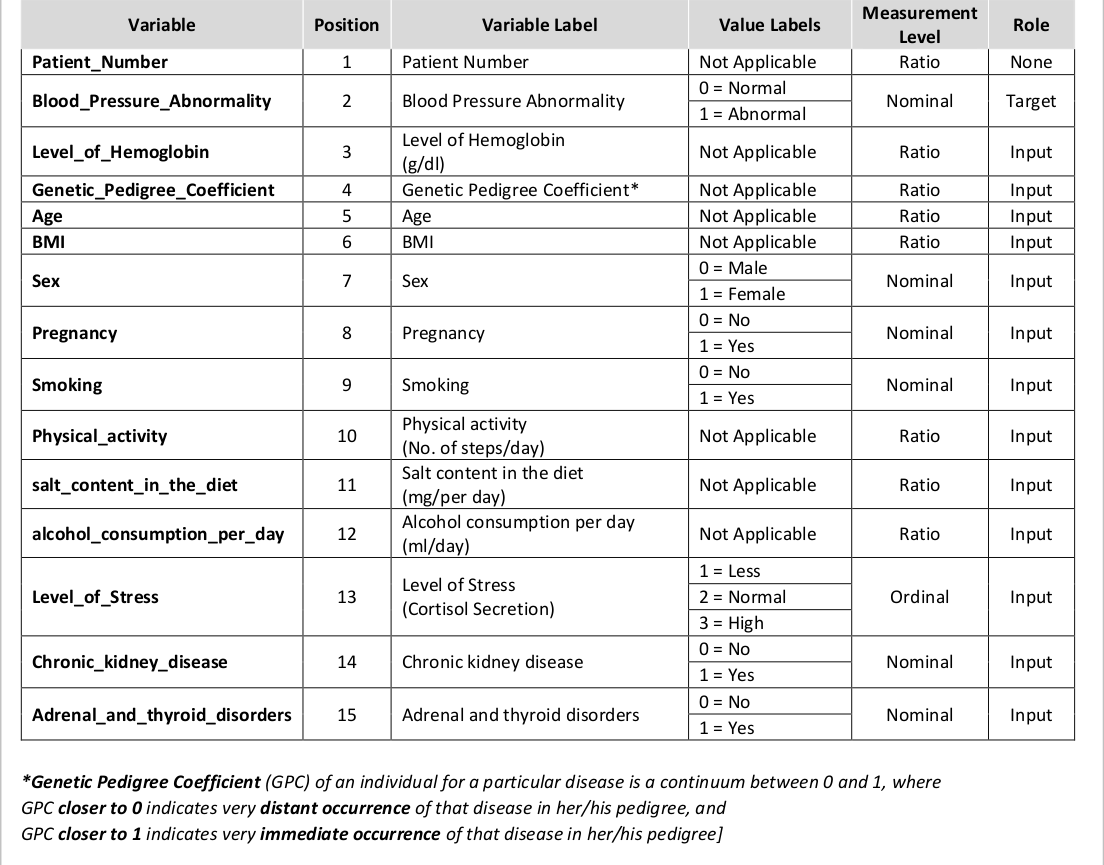 Variable Position Variable Label Value Labels Measurement Level Role
Patient_Number 1 Patient Number Not Applicable Ratio None
Blood_Pressure_Abnormality 2 Blood Pressure Abnormality 0 = Normal Nominal Target
1 = Abnormal
Level_of_Hemoglobin 3 Level of Hemoglobin Not Applicable Ratio Input
(g/dl)
Genetic_Pedigree_Coefficient 4 Genetic Pedigree Coefficient* Not Applicable Ratio Input
Age 5 Age Not Applicable Ratio Input
BMI 6 BMI Not Applicable Ratio Input
Sex 7 Sex 0 = Male Nominal Input
1 = Female
Pregnancy 8 Pregnancy 0 = No Nominal Input
1 = Yes
Smoking 9 Smoking 0 = No Nominal Input
1 = Yes
Physical_activity 10 Physical activity Not Applicable Ratio Input
(No. of steps/day)
salt_content_in_the_diet 11 Salt content in the diet Not Applicable Ratio Input
(mg/per day)
alcohol_consumption_per_day 12 Alcohol consumption per day Not Applicable Ratio Input
(ml/day)
Level_of_Stress 13 Level of Stress 1 = Less Ordinal Input
(Cortisol Secretion) 2 = Normal
3 = High
Chronic_kidney_disease 14 Chronic kidney disease 0 = No Nominal Input
1 = Yes
Adrenal_and_thyroid_disorders 15 Adrenal and thyroid disorders 0 = No Nominal Input
1 = Yes
*Genetic Pedigree Coefficient (GPC) of an individual for a particular disease is a continuum between 0 and 1, where
GPC closer to 0 indicates very distant occurrence of that disease in her/his pedigree, and
GPC closer to 1 indicates very immediate occurrence of that disease in her/his pedigree]